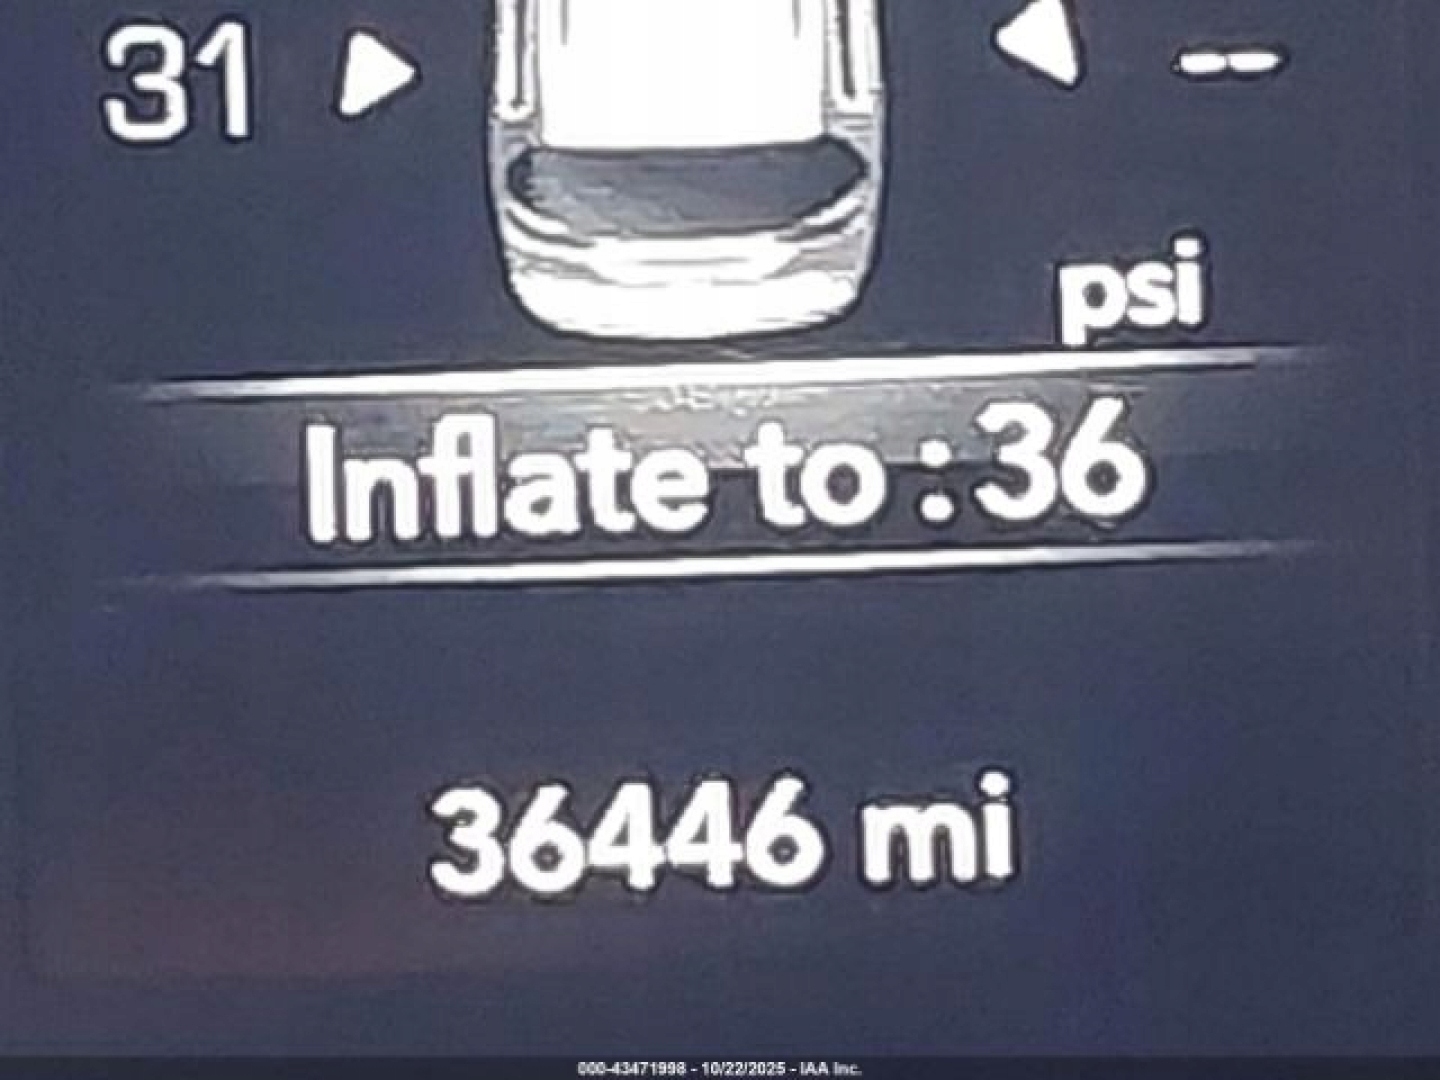 31 --
psi
Inflate to : 36
36446 mi
000-43471998 - 10/22/2025 - IAA Inc.